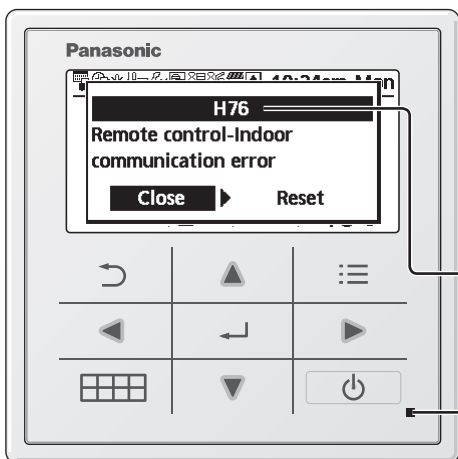 Panasonic
H76
Remote control-Indoor
communication error
Close
Reset